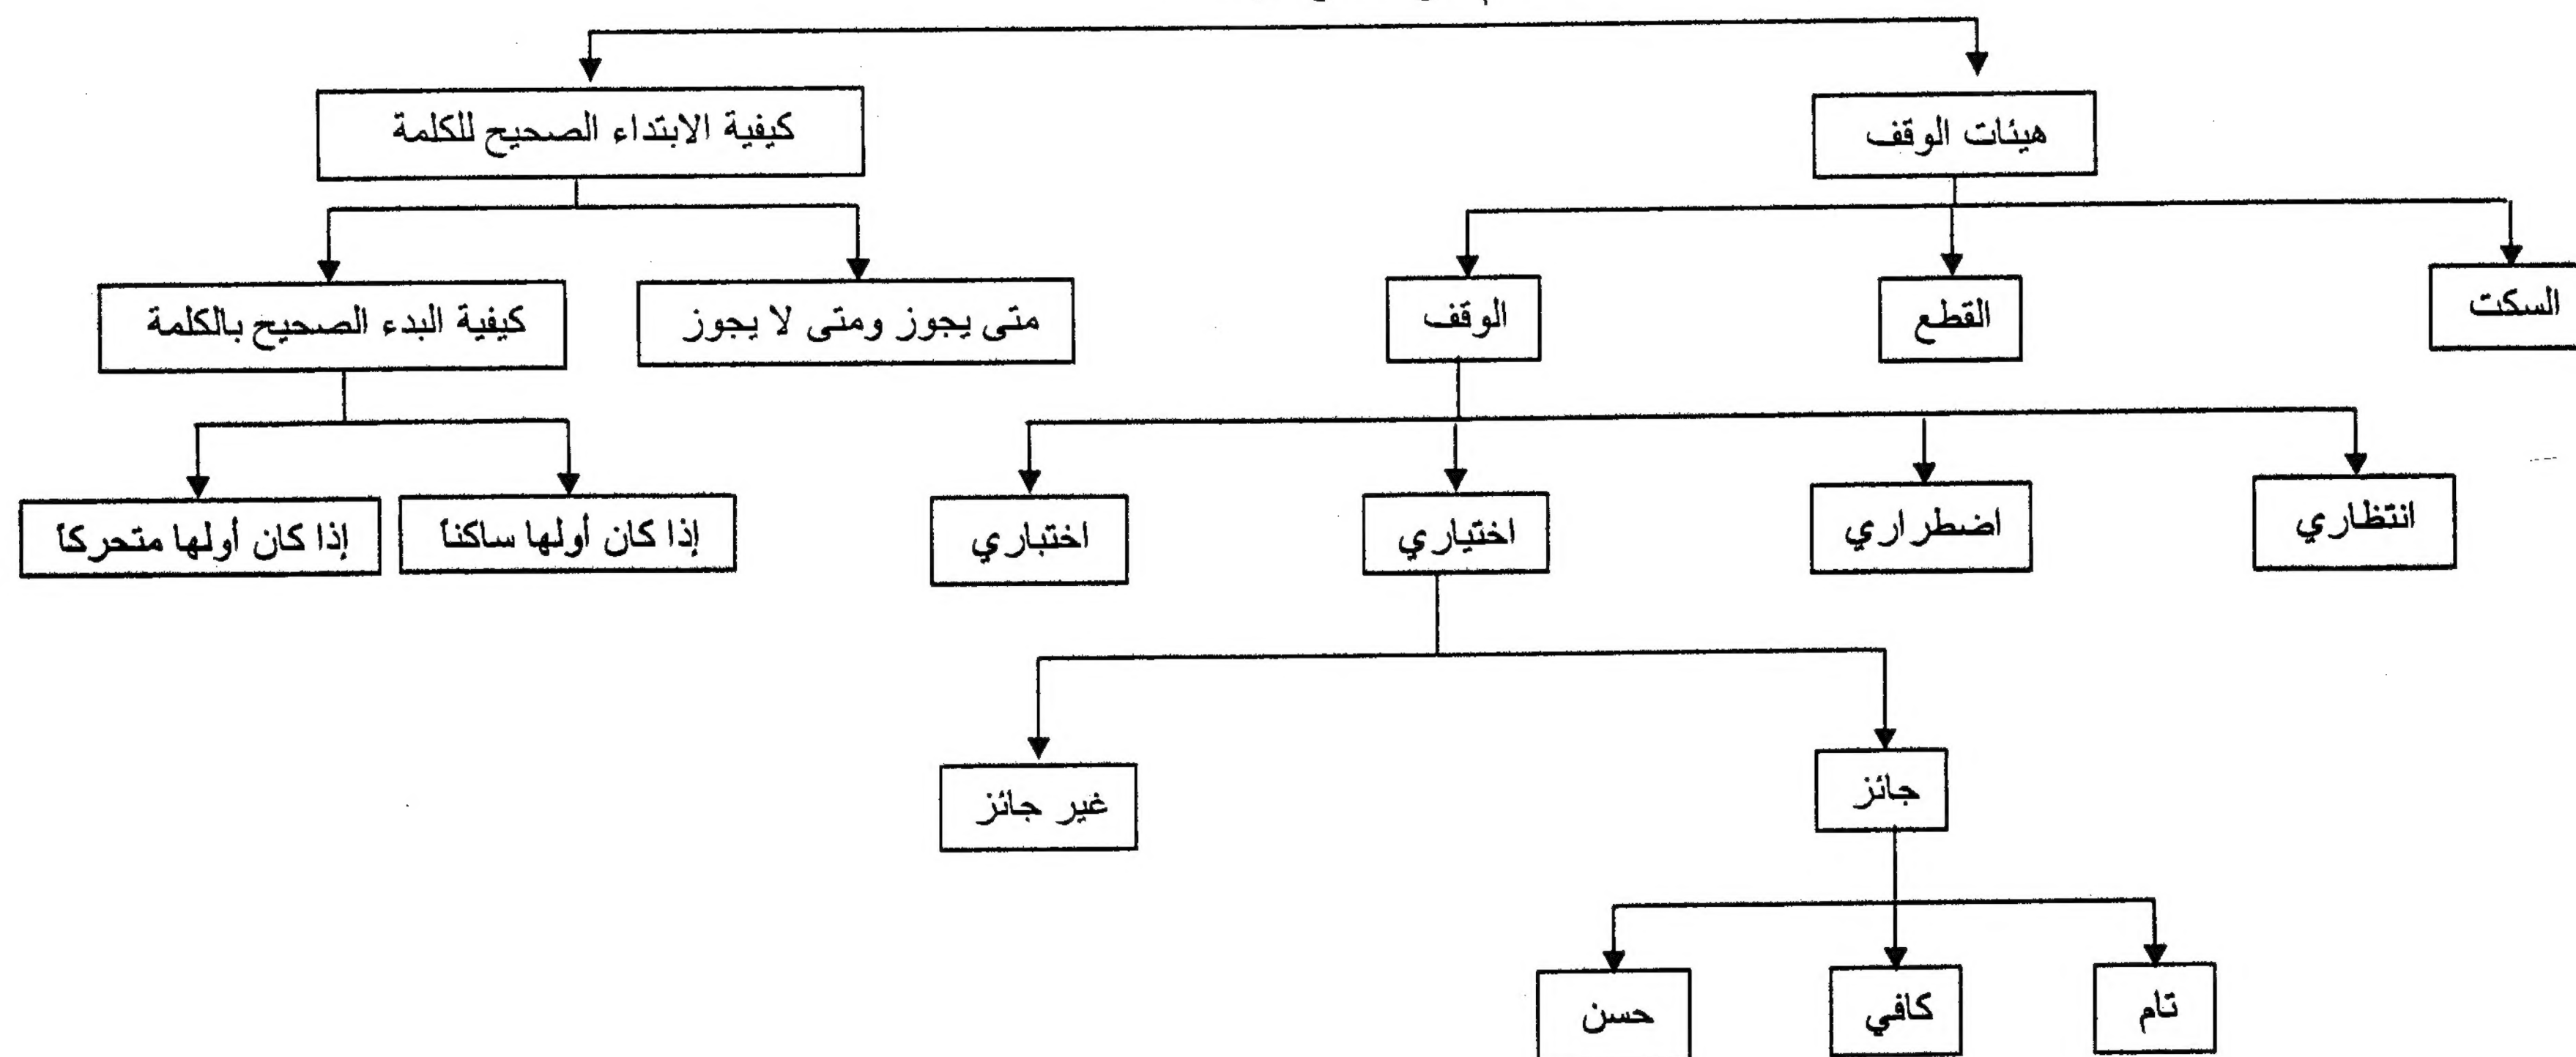 هيئات الوقف
كيفية الابتداء الصحيح للكلمة
السكت
القطع
الوقف
متى يجوز ومتى لا يجوز
كيفية البدء الصحيح بالكلمة
انتظاري
اضطراري
اختياري
اختباري
إذا كان أولها ساكناً
إذا كان أولها متحركاً
جائز
غير جائز
تام
كافي
حسن